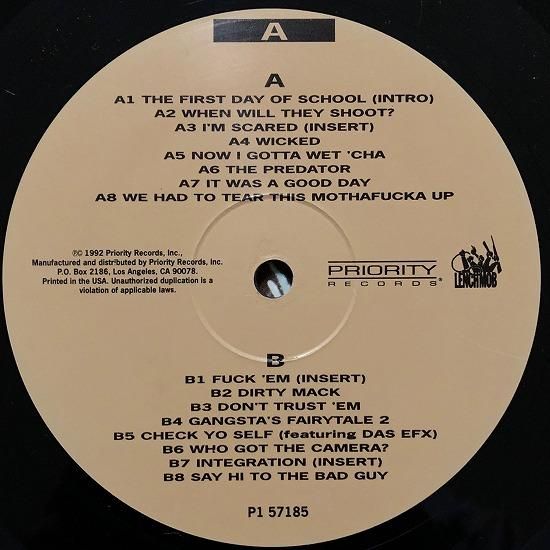 A
A
A1 THE FIRST DAY OF SCHOOL (INTRO)
A2 WHEN WILL THEY SHOOT?
A3 I'M SCARED (INSERT)
A4 WICKED
A5 NOW I GOTTA WET 'CHA
A6 THE PREDATOR
A7 IT WAS A GOOD DAY
A8 WE HAD TO TEAR THIS MOTHAFUCKA UP
℗© 1992 Priority Records, Inc.,
Manufactured and distributed by Priority Records, Inc.
P.O. Box 2186, Los Angeles, CA 90078.
Printed in the USA. Unauthorized duplication is a
violation of applicable laws.
PRIORITY
RECORDS®
LENCH MOB
B
B1 FUCK 'EM (INSERT)
B2 DIRTY MACK
B3 DON'T TRUST 'EM
B4 GANGSTA'S FAIRYTALE 2
B5 CHECK YO SELF (featuring DAS EFX)
B6 WHO GOT THE CAMERA?
B7 INTEGRATION (INSERT)
B8 SAY HI TO THE BAD GUY
P1 57185